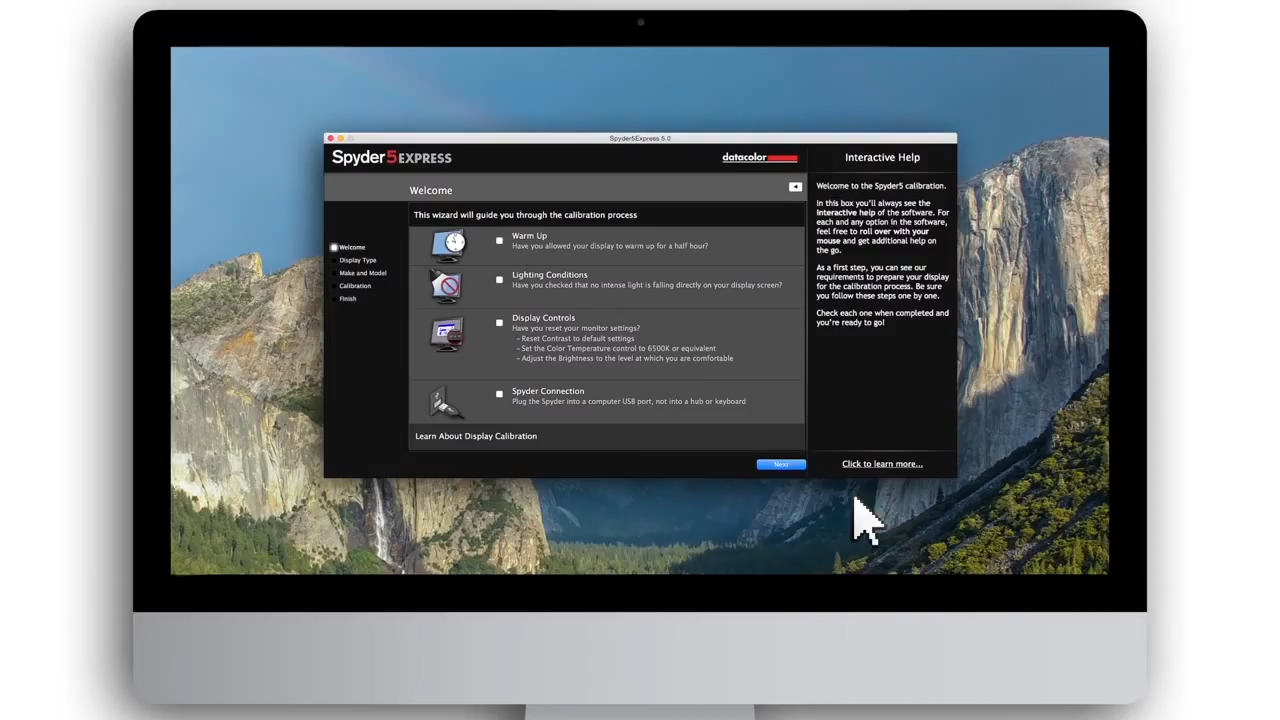 Spyder5Express 5.0
Spyder5EXPRESS
datacolor
Interactive Help
Welcome
This wizard will guide you through the calibration process
Welcome
Display Type
Make and Model
Calibration
Finish
Warm Up
Have you allowed your display to warm up for a half hour?
Lighting Conditions
Have you checked that no intense light is falling directly on your display screen?
Display Controls
Have you reset your monitor settings?
– Reset Contrast to default settings
– Set the Color Temperature control to 6500K or equivalent
– Adjust the Brightness to the level at which you are comfortable
Spyder Connection
Plug the Spyder into a computer USB port, not into a hub or keyboard
Learn About Display Calibration
Next
Welcome to the Spyder5 calibration.
In this box you'll always see the
interactive help of the software. For
each and any option in the software,
feel free to roll over with your
mouse and get additional help on
the go.
As a first step, you can see our
requirements to prepare your display
for the calibration process. Be sure
you follow these steps one by one.
Check each one when completed and
you're ready to go!
Click to learn more...